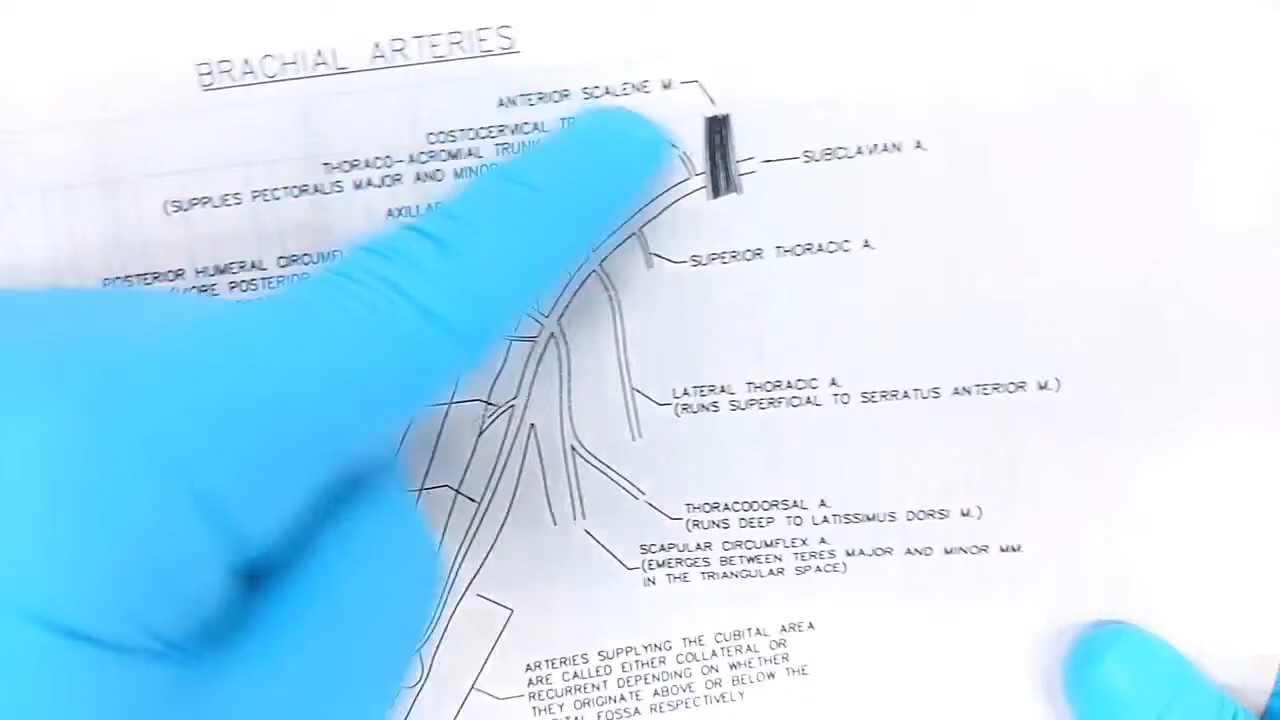 BRACHIAL ARTERIES
ANTERIOR SCALENE M.
COSTOCERVICAL
THORACO-ACROMIAL TRUNK
(SUPPLIES PECTORALIS MAJOR AND MINOR
SUBCLAVIAN A.
SUPERIOR THORACIC A.
POSTERIOR HUMERAL
(MORE POSTERIOR
LATERAL THORACIC A.
(RUNS SUPERFICIAL TO SERRATUS ANTERIOR M.)
THORACODORSAL A.
(RUNS DEEP TO LATISSIMUS DORSI M.)
SCAPULAR CIRCUMFLEX A.
(EMERGES BETWEEN TERES MAJOR AND MINOR MM.
IN THE TRIANGULAR SPACE)
ARTERIES SUPPLYING THE CUBITAL AREA
ARE CALLED EITHER COLLATERAL OR
RECURRENT DEPENDING ON WHETHER
THEY ORIGINATE ABOVE OR BELOW THE
FOSSA RESPECTIVELY